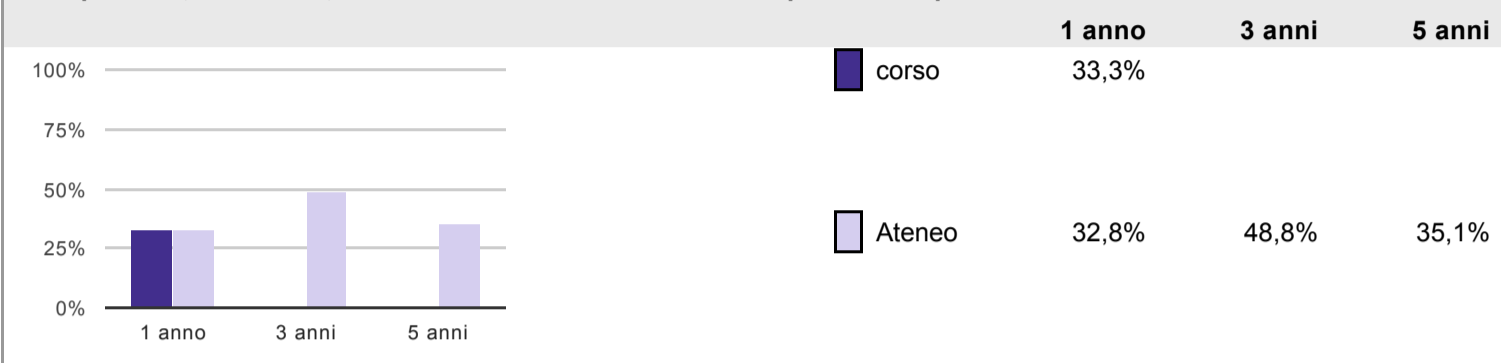 1 anno 3 anni 5 anni
100%
75%
50%
25%
0%
1 anno 3 anni 5 anni
corso 33,3%
Ateneo 32,8% 48,8% 35,1%